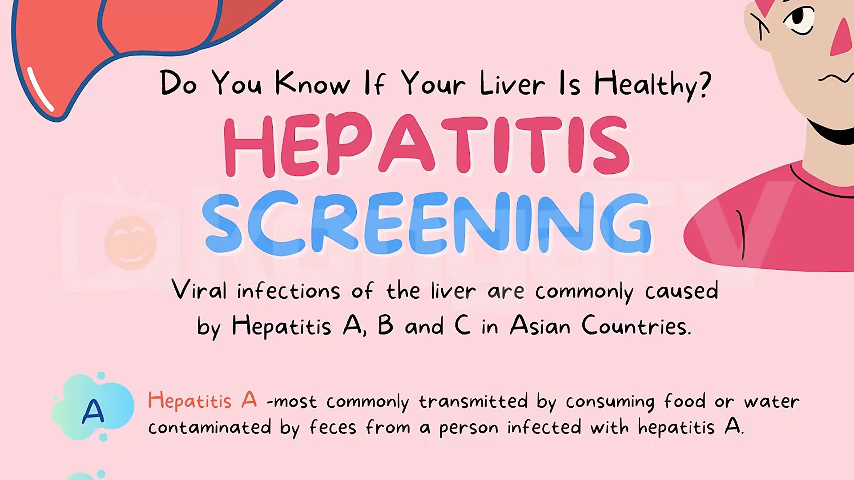 Do You Know If Your Liver Is Healthy?
HEPATITIS
SCREENING
Viral infections of the liver are commonly caused
by Hepatitis A, B and C in Asian Countries.
A
Hepatitis A -most commonly transmitted by consuming food or water
contaminated by feces from a person infected with hepatitis A.